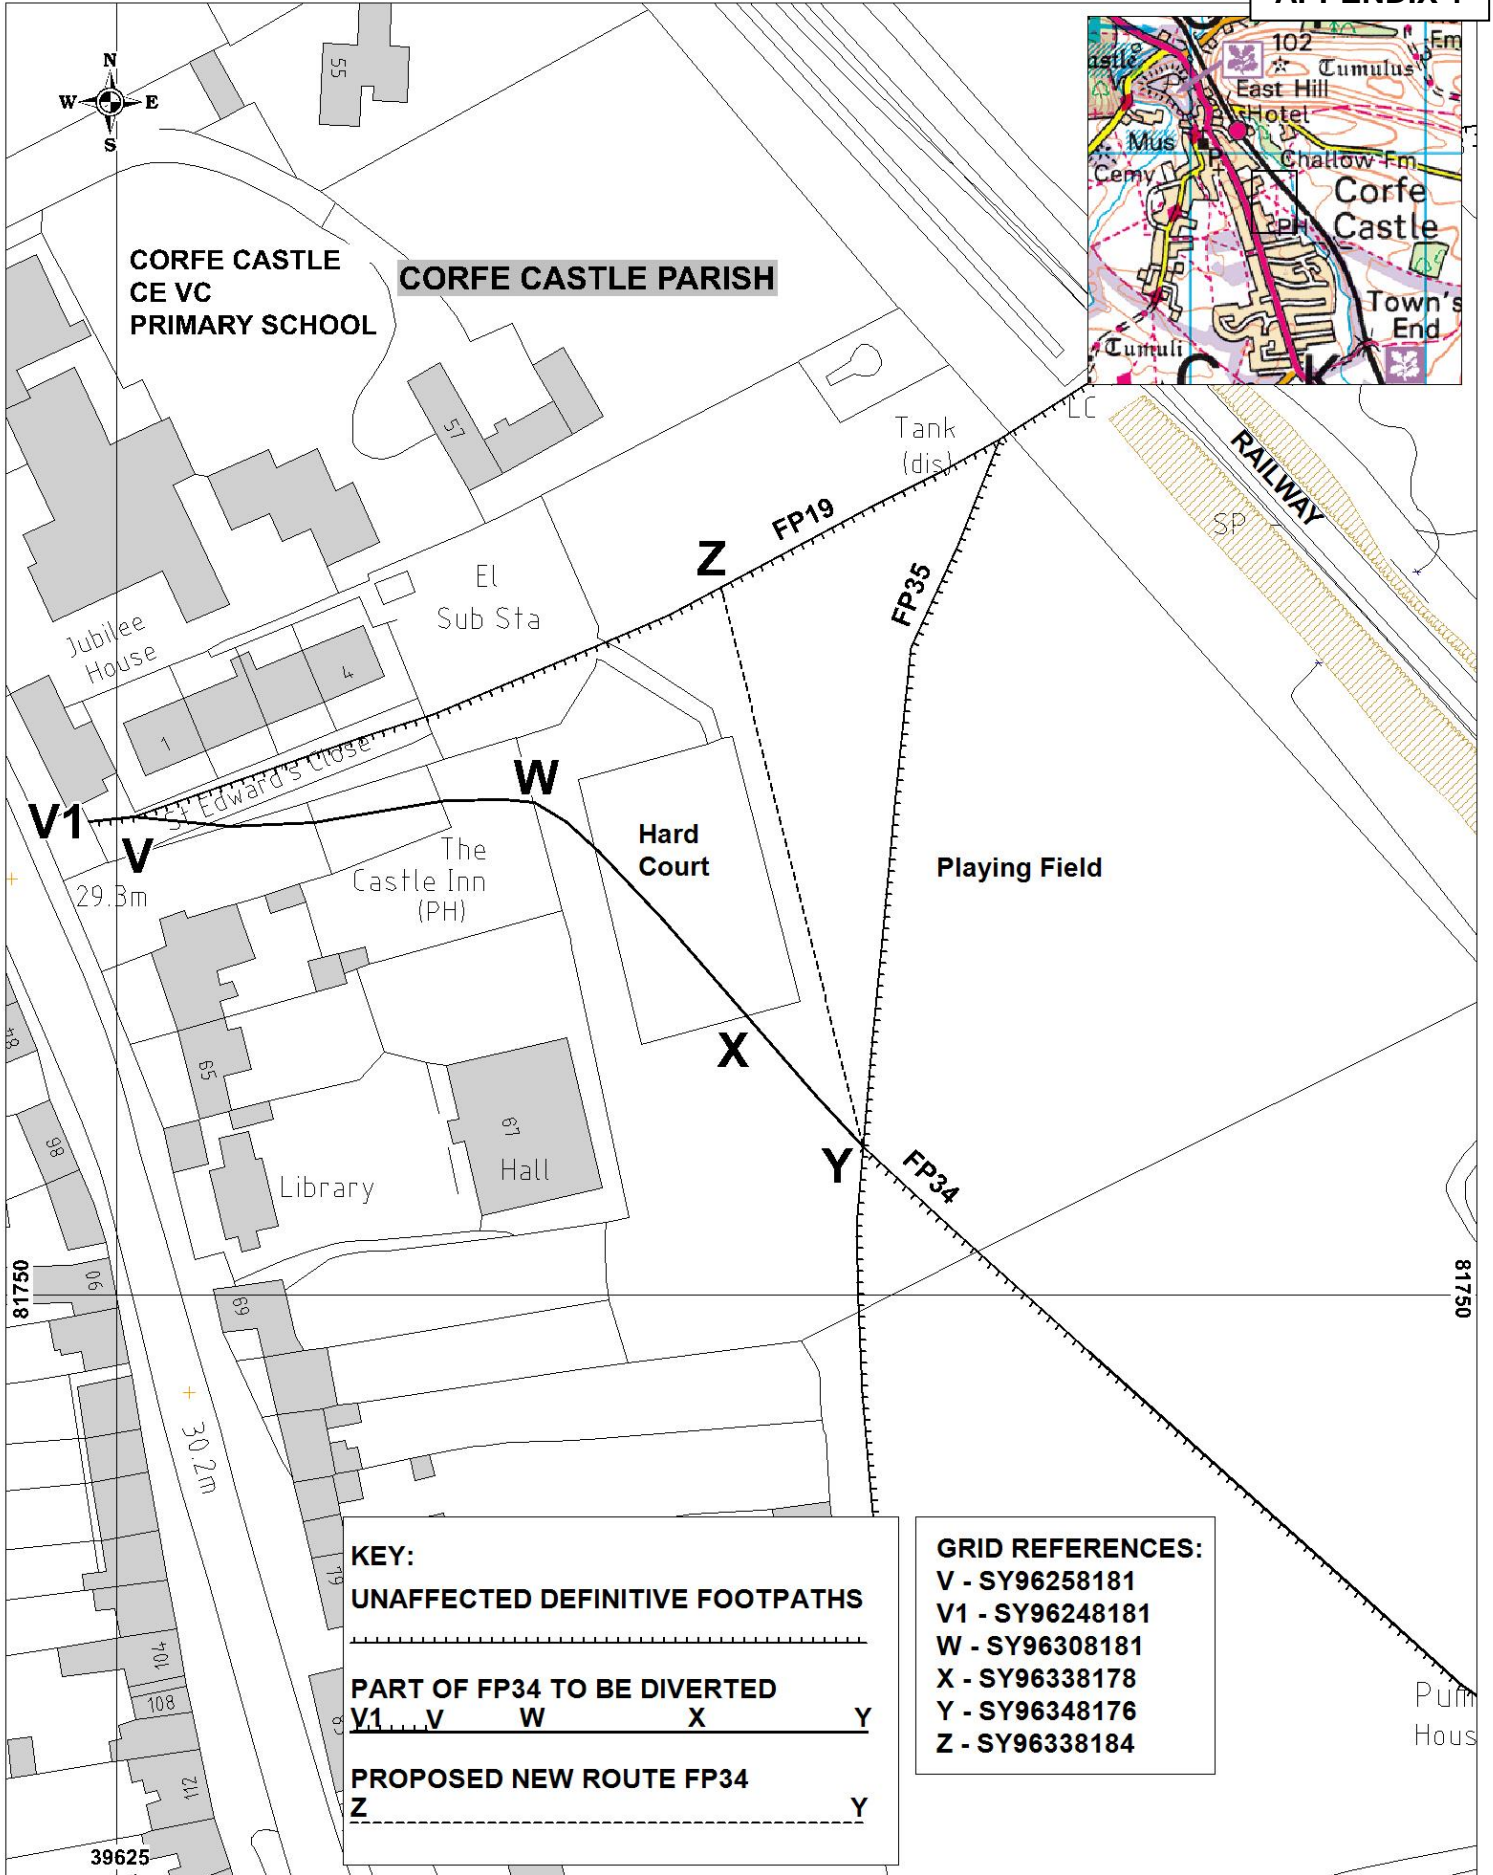 N
W E
S
55
102
Tumulus
East Hill
Hotel
Mus
P
Cemy
Challow Fm
Corfe
Castle
PH
Town's
End
Tumuli
CORFE CASTLE
CE VC
PRIMARY SCHOOL
CORFE CASTLE PARISH
57
Tank
(dis)
LC
RAILWAY
SP
FP19
Z
FP35
El
Sub Sta
Jubilee
House
4
1
St Edward's Close
V1
V
W
29.3m
The
Castle Inn
(PH)
Hard
Court
Playing Field
X
65
67
Hall
Library
98
Y
FP34
81750
81750
90
69
30.2m
79
104
108
112
39625
KEY:
UNAFFECTED DEFINITIVE FOOTPATHS
PART OF FP34 TO BE DIVERTED
V1 V W X Y
PROPOSED NEW ROUTE FP34
Z Y
GRID REFERENCES:
V - SY96258181
V1 - SY96248181
W - SY96308181
X - SY96338178
Y - SY96348176
Z - SY96338184